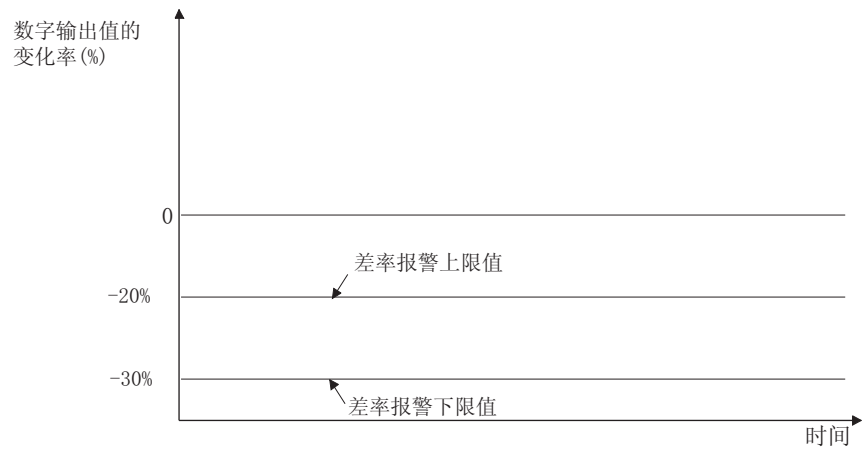 数字输出值的
变化率(%)
0
差率报警上限值
-20%
-30%
差率报警下限值
时间